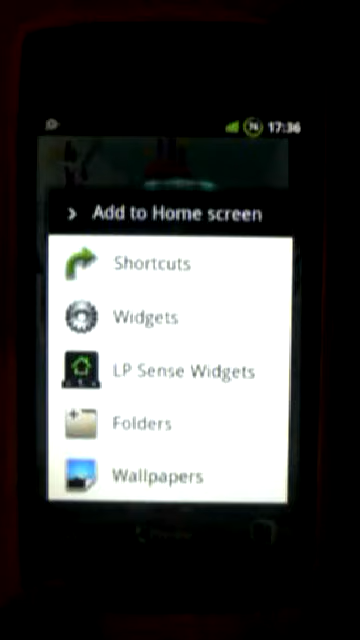 17:36
Add to Home screen
Shortcuts
Widgets
LP Sense Widgets
Folders
Wallpapers